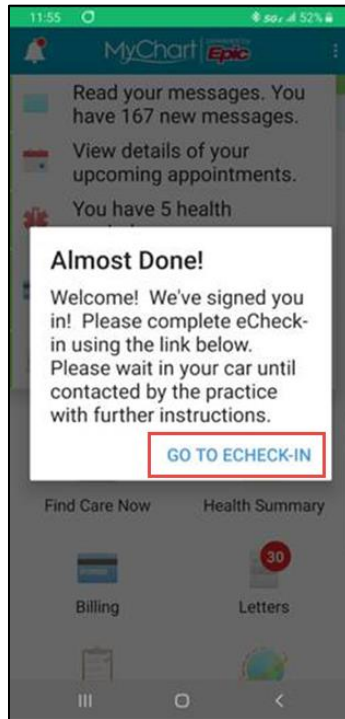 11:55 5G 52%
MyChart Epic
Read your messages. You
have 167 new messages.
View details of your
upcoming appointments.
You have 5 health
Almost Done!
Welcome! We've signed you
in! Please complete eCheck-
in using the link below.
Please wait in your car until
contacted by the practice
with further instructions.
GO TO ECHECK-IN
Find Care Now Health Summary
30
Billing Letters